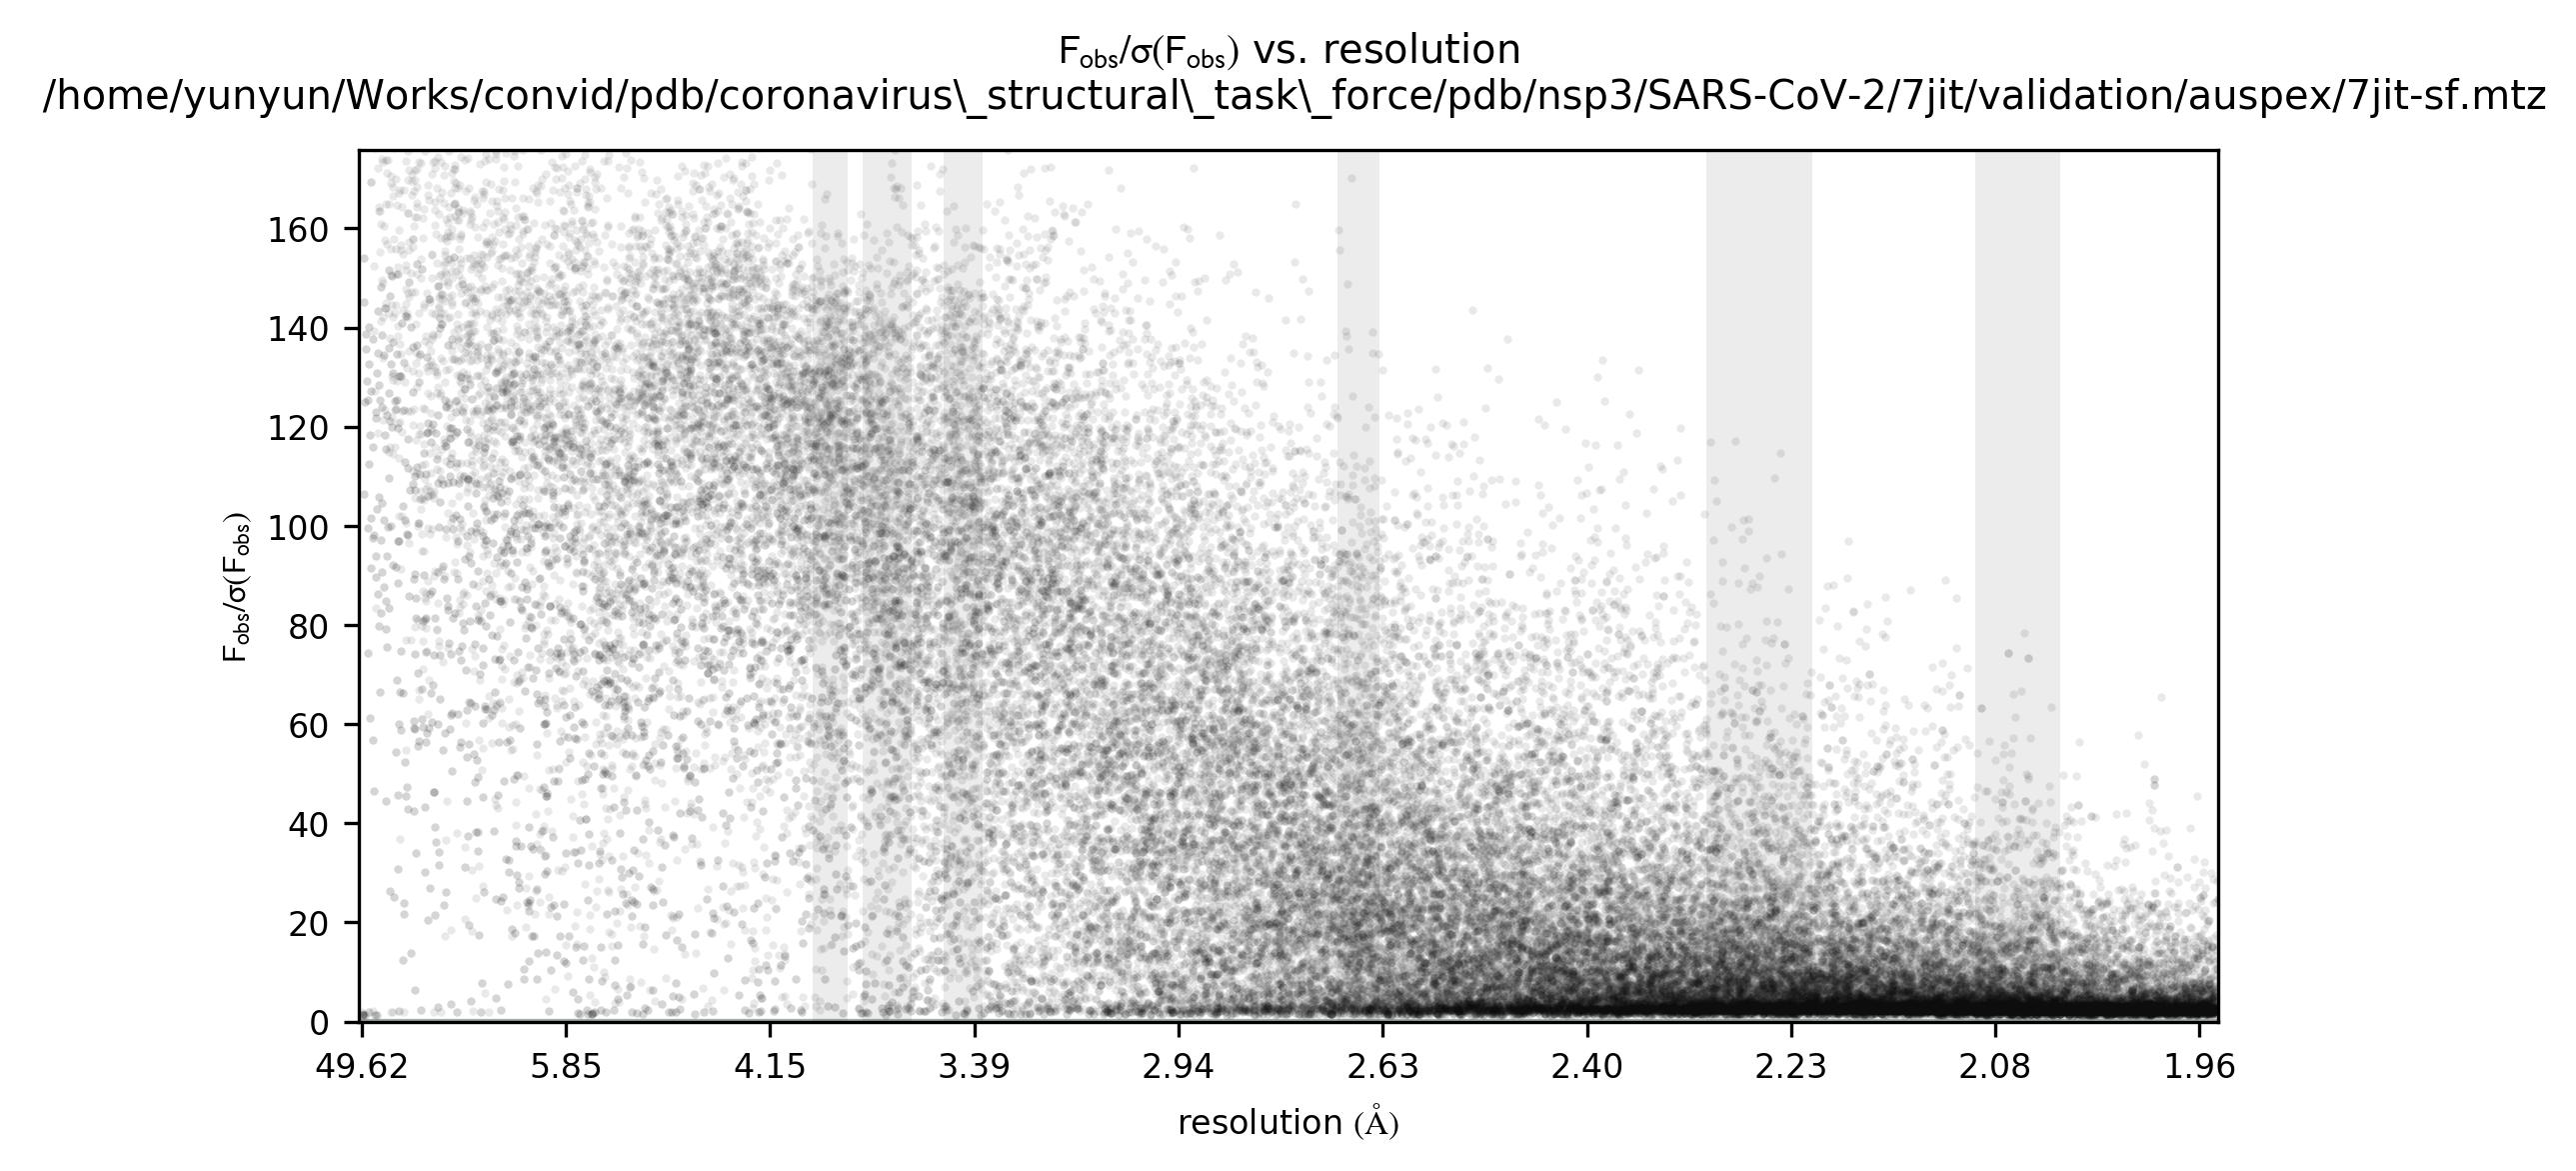 Fobs/σ(Fobs) vs. resolution
/home/yunyun/Works/convid/pdb/coronavirus\_structural\_task\_force/pdb/nsp3/SARS-CoV-2/7jit/validation/auspex/7jit-sf.mtz
Fobs/σ(Fobs)
160
140
120
100
80
60
40
20
0
49.62 5.85 4.15 3.39 2.94 2.63 2.40 2.23 2.08 1.96
resolution (Å)